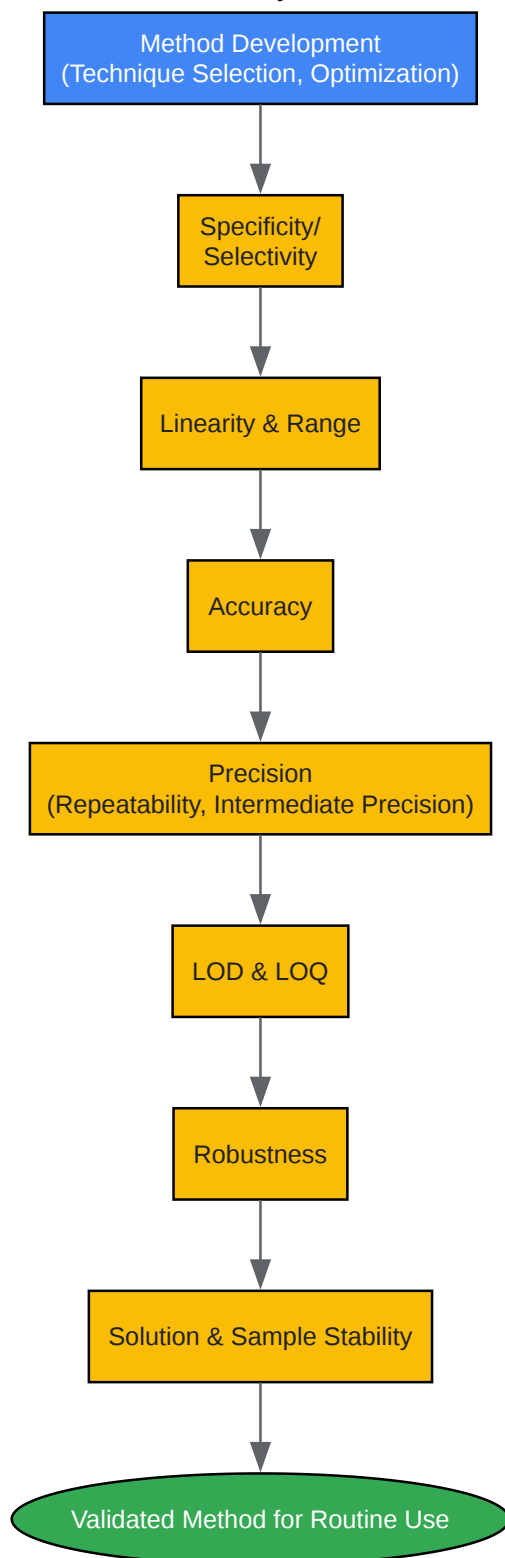 Method Development
(Technique Selection, Optimization)
Specificity/
Selectivity
Linearity & Range
Accuracy
Precision
(Repeatability, Intermediate Precision)
LOD & LOQ
Robustness
Solution & Sample Stability
Validated Method for Routine Use